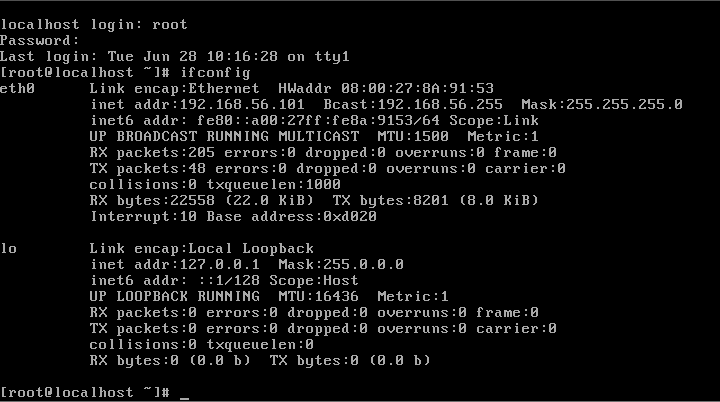 localhost login: root
Password:
Last login: Tue Jun 28 10:16:28 on tty1
[root@localhost ~]# ifconfig
eth0      Link encap:Ethernet  HWaddr 08:00:27:8A:91:53
          inet addr:192.168.56.101  Bcast:192.168.56.255  Mask:255.255.255.0
          inet6 addr: fe80::a00:27ff:fe8a:9153/64 Scope:Link
          UP BROADCAST RUNNING MULTICAST  MTU:1500  Metric:1
          RX packets:205 errors:0 dropped:0 overruns:0 frame:0
          TX packets:48 errors:0 dropped:0 overruns:0 carrier:0
          collisions:0 txqueuelen:1000
          RX bytes:22558 (22.0 KiB)  TX bytes:8201 (8.0 KiB)
          Interrupt:10 Base address:0xd020
lo        Link encap:Local Loopback
          inet addr:127.0.0.1  Mask:255.0.0.0
          inet6 addr: ::1/128 Scope:Host
          UP LOOPBACK RUNNING  MTU:16436  Metric:1
          RX packets:0 errors:0 dropped:0 overruns:0 frame:0
          TX packets:0 errors:0 dropped:0 overruns:0 carrier:0
          collisions:0 txqueuelen:0
          RX bytes:0 (0.0 b)  TX bytes:0 (0.0 b)
[root@localhost ~]# _